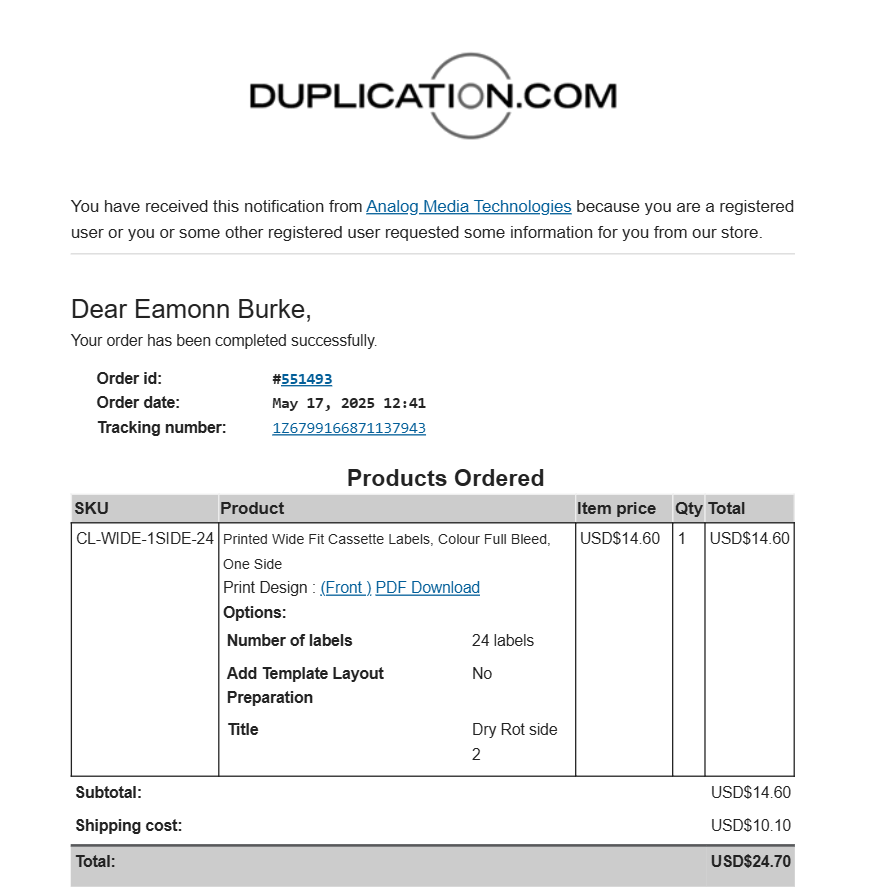 DUPLICATION.COM
You have received this notification from Analog Media Technologies because you are a registered
user or you or some other registered user requested some information for you from our store.
Dear Eamonn Burke,
Your order has been completed successfully.
Order id: #551493
Order date: May 17, 2025 12:41
Tracking number: 1Z6799166871137943
Products Ordered
SKU Product Item price Qty Total
CL-WIDE-1SIDE-24 Printed Wide Fit Cassette Labels, Colour Full Bleed, USD$14.60 1 USD$14.60
One Side
Print Design : (Front ) PDF Download
Options:
Number of labels 24 labels
Add Template Layout No
Preparation
Title Dry Rot side
2
Subtotal: USD$14.60
Shipping cost: USD$10.10
Total: USD$24.70